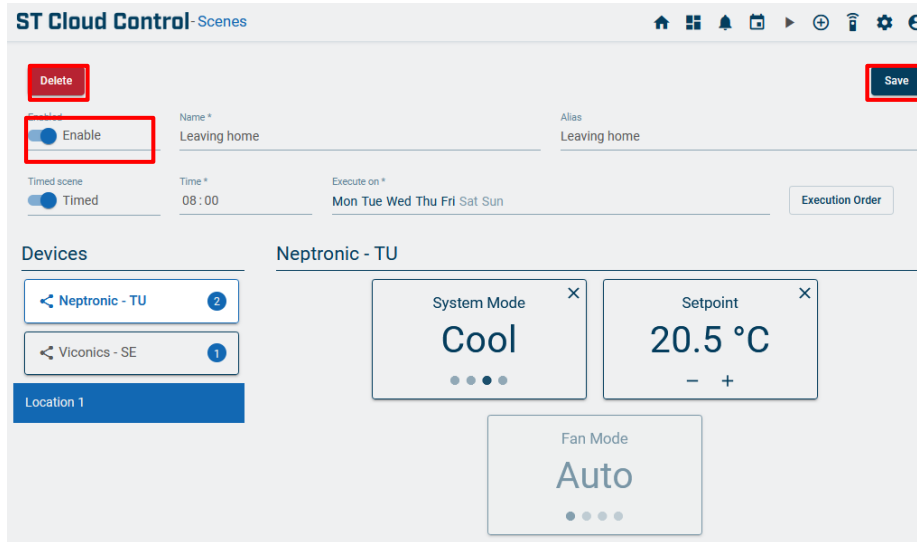 ST Cloud Control - Scenes
Delete
Save
Enabled
Enable
Name *
Leaving home
Alias
Leaving home
Timed scene
Timed
Time *
08:00
Execute on *
Mon Tue Wed Thu Fri Sat Sun
Execution Order
Devices
Neptronic - TU
2
Viconics - SE
1
Location 1
Neptronic - TU
System Mode
Cool
Setpoint
20.5 °C
− +
Fan Mode
Auto